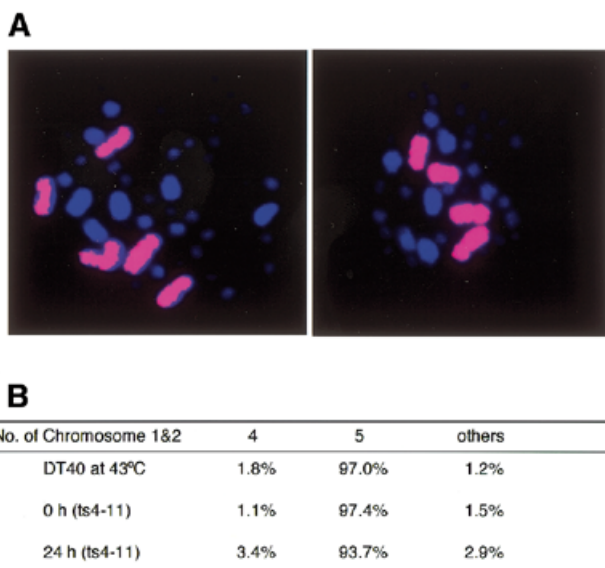 A
B
No. of Chromosome 1&2 4 5 others
DT40 at 43ºC 1.8% 97.0% 1.2%
0 h (ts4-11) 1.1% 97.4% 1.5%
24 h (ts4-11) 3.4% 93.7% 2.9%